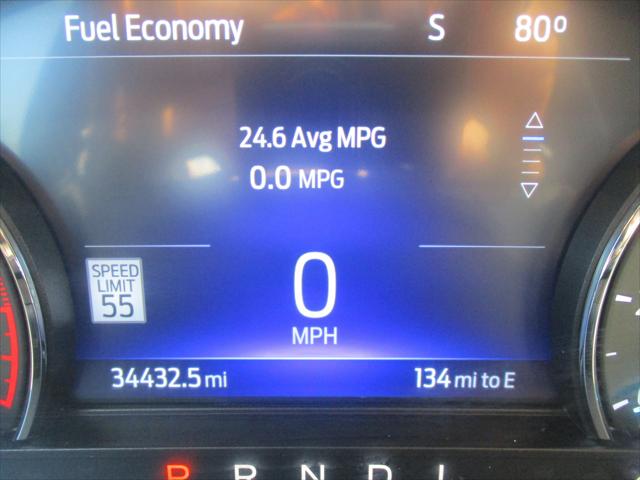 Fuel Economy S 80º
24.6 Avg MPG
0.0 MPG
SPEED
LIMIT
55
0
MPH
34432.5 mi 134 mi to E
P R N D L